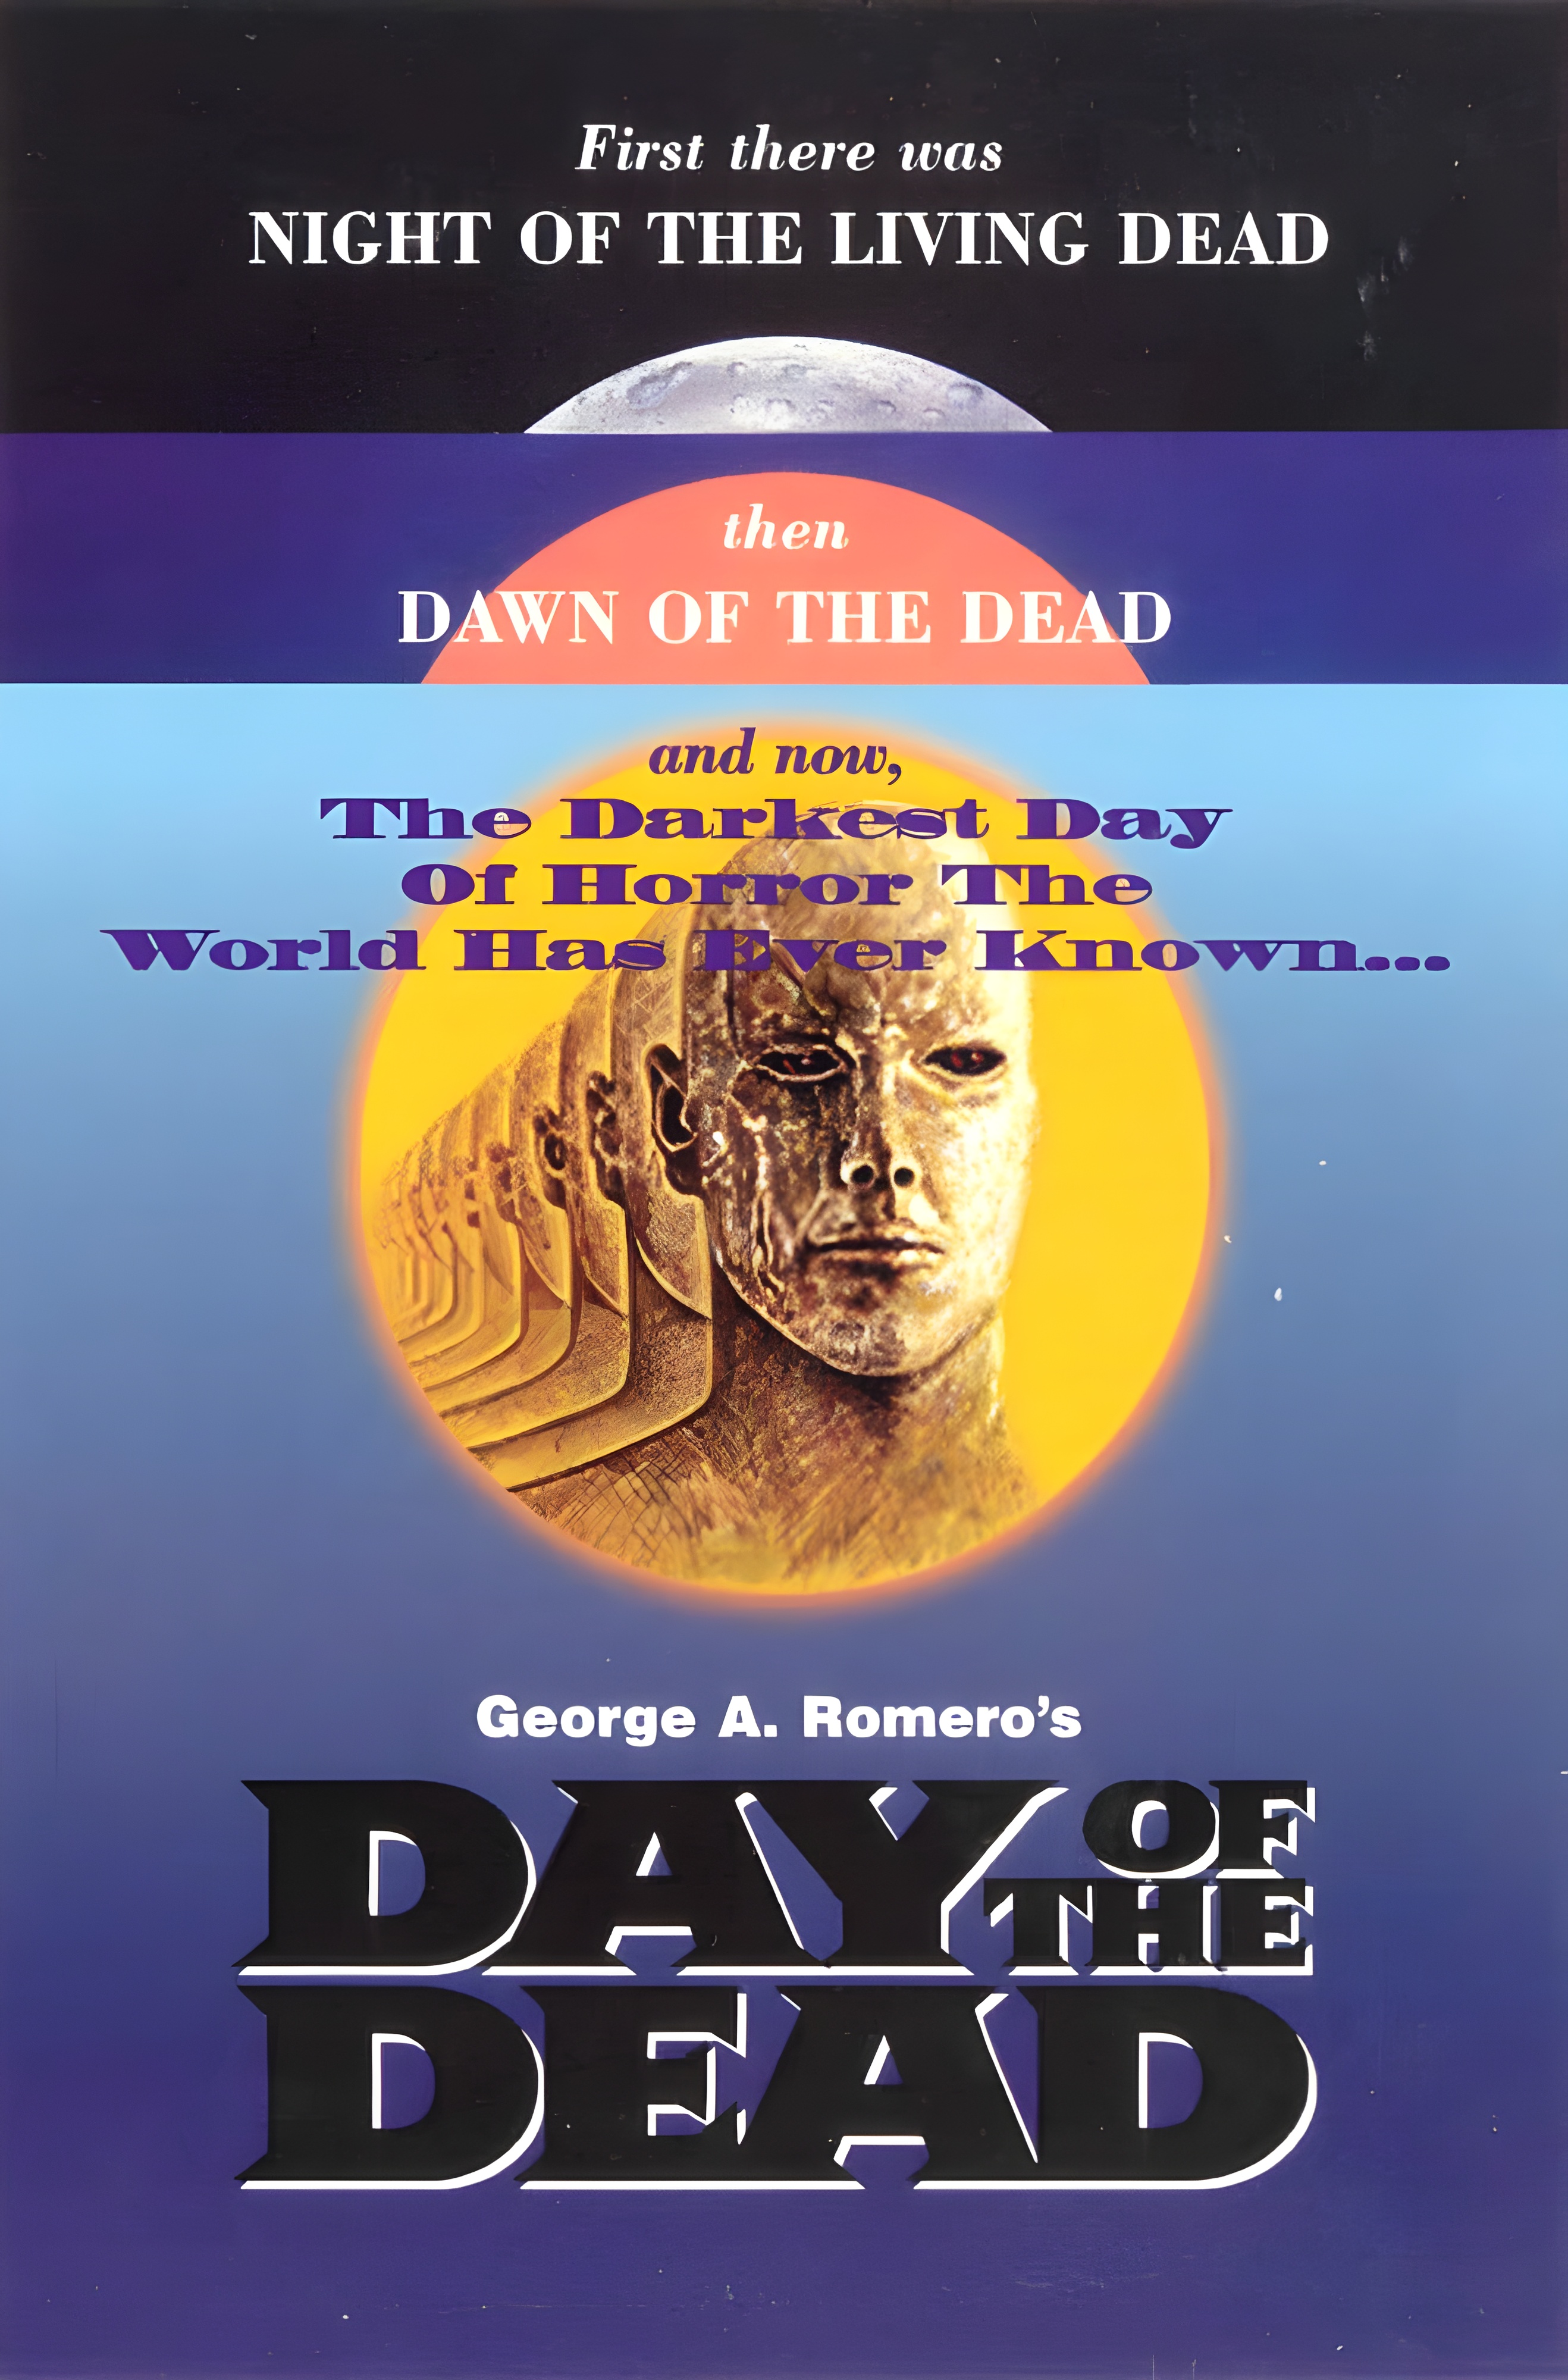 First there was
NIGHT OF THE LIVING DEAD
then
DAWN OF THE DEAD
and now,
The Darkest Day
Of Horror The
World Has Ever Known...
George A. Romero’s
DAY OF THE
DEAD